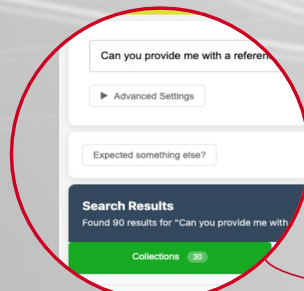 Can you provide me with a
▶ Advanced Settings
Expected something else?
Search Results
Found 90 results for "Can you provide me with
Collections 30